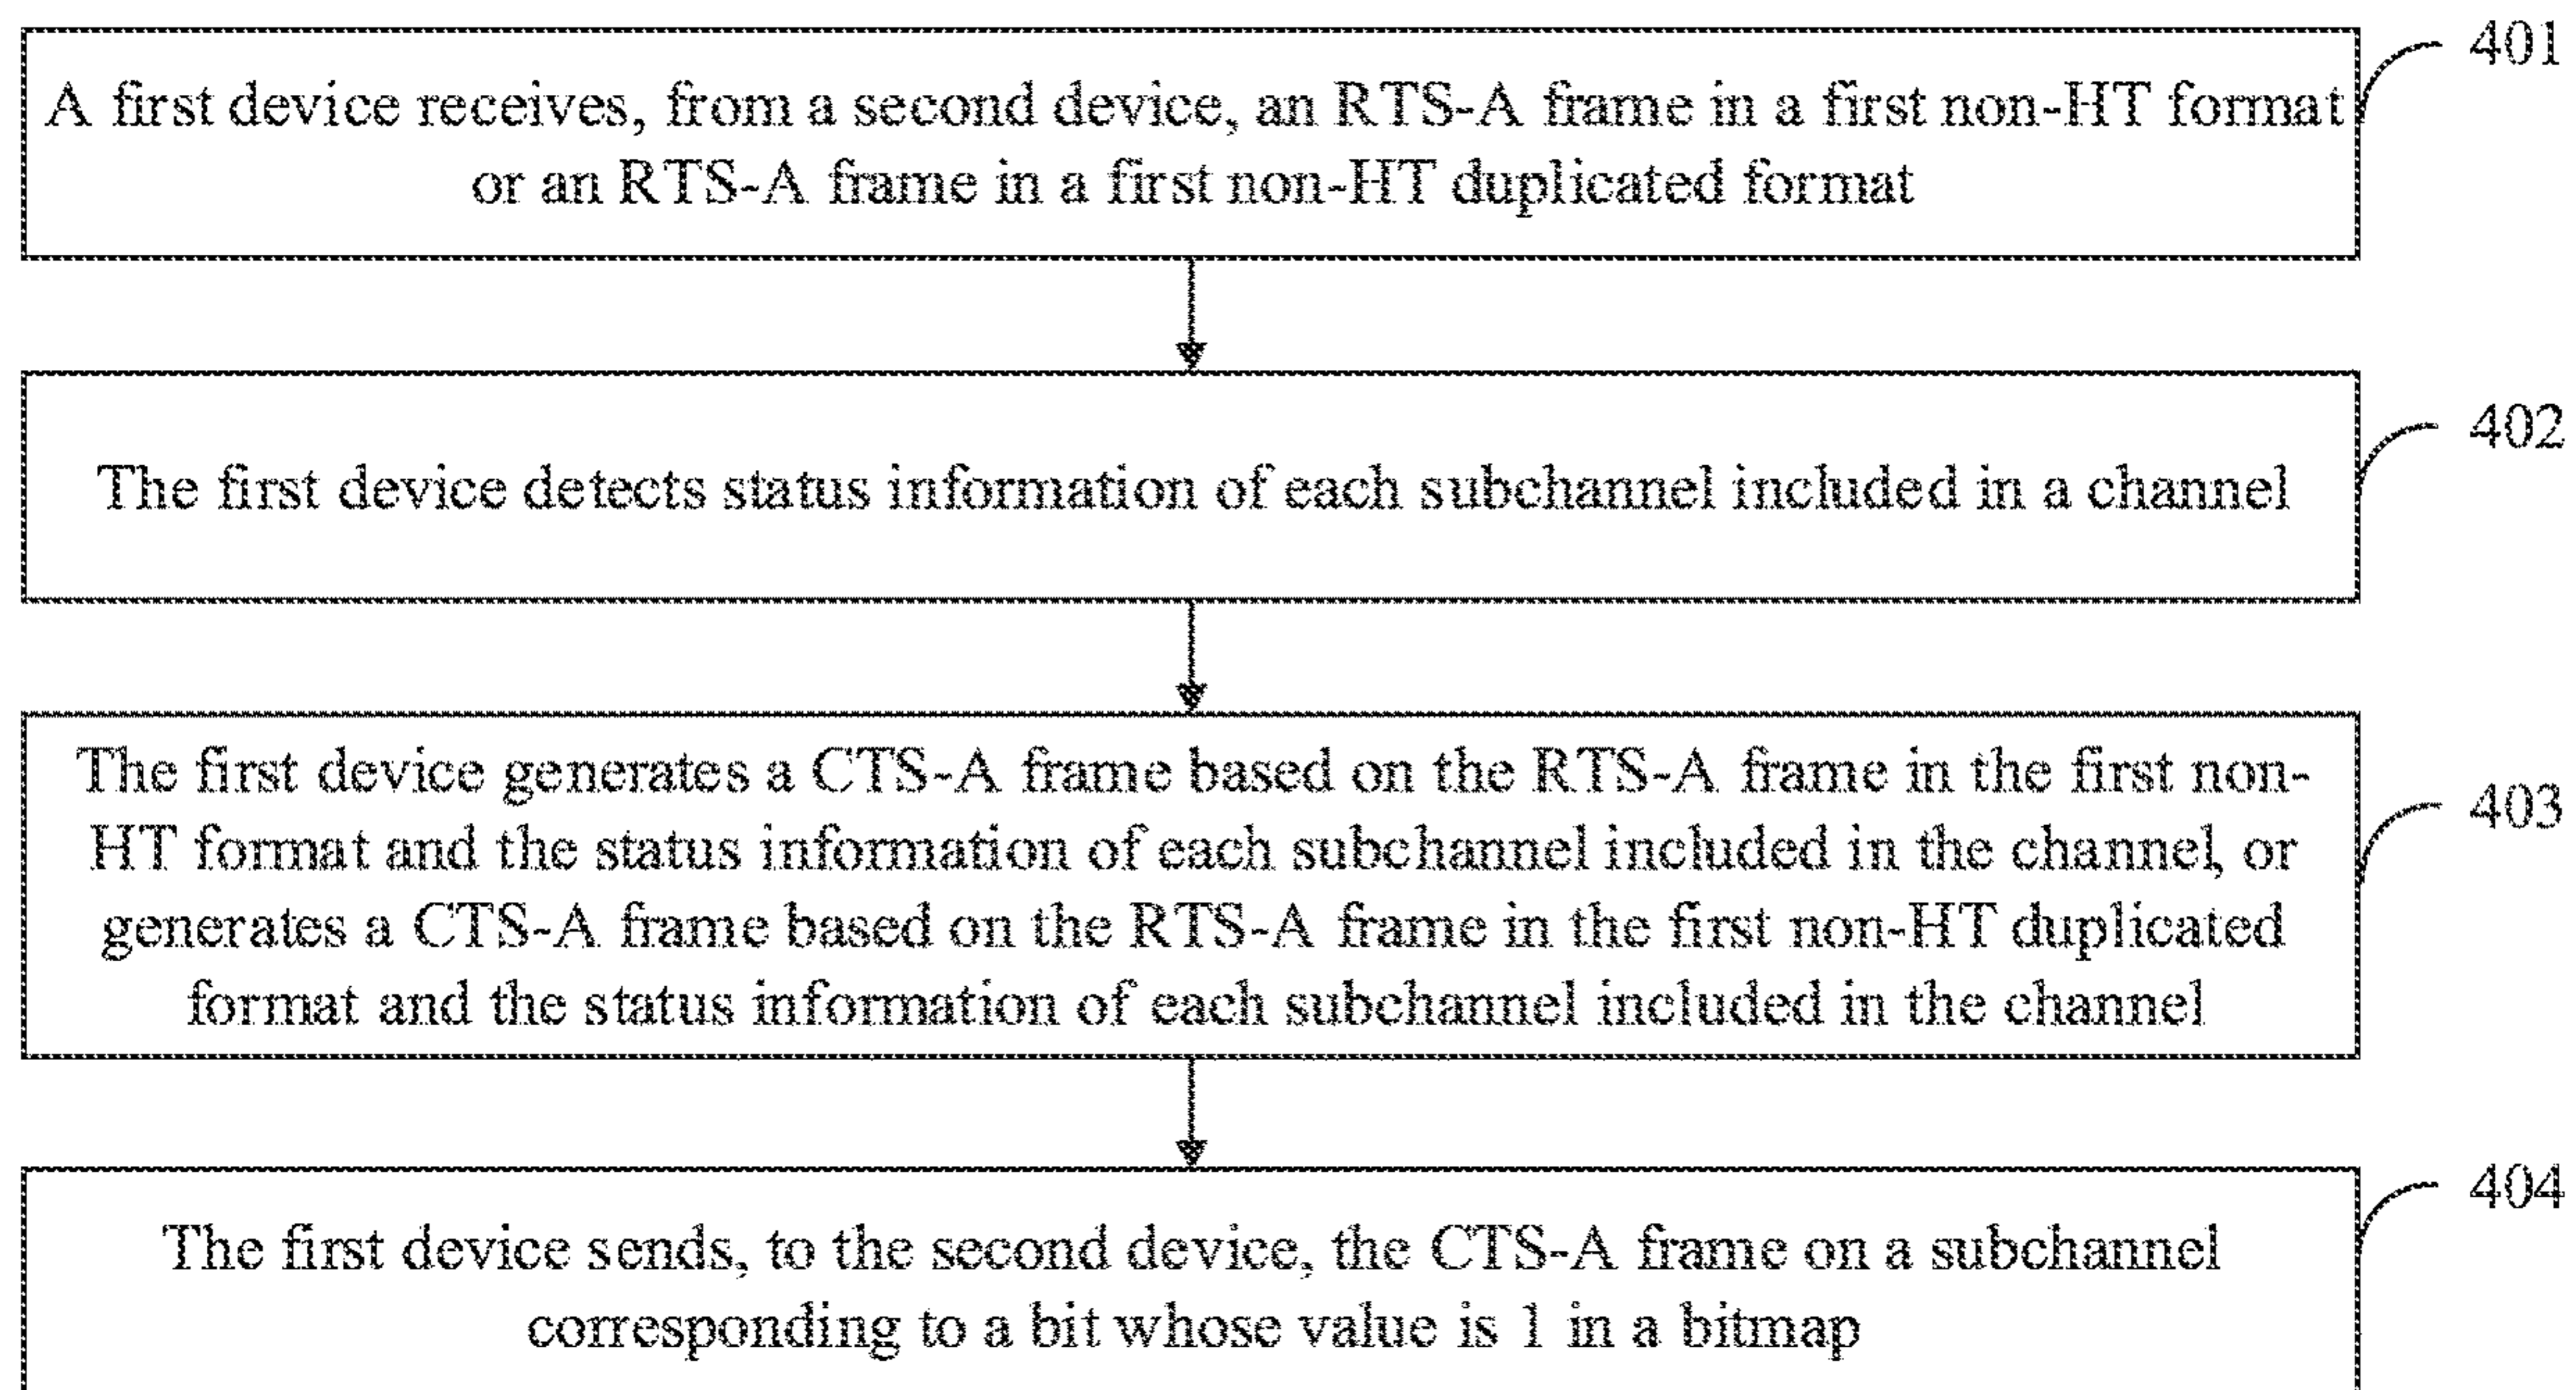 A first device receives, from a second device, an RTS-A frame in a first non-HT format
or an RTS-A frame in a first non-HT duplicated format
401
The first device detects status information of each subchannel included in a channel
402
The first device generates a CTS-A frame based on the RTS-A frame in the first non-
HT format and the status information of each subchannel included in the channel, or
generates a CTS-A frame based on the RTS-A frame in the first non-HT duplicated
format and the status information of each subchannel included in the channel
403
The first device sends, to the second device, the CTS-A frame on a subchannel
corresponding to a bit whose value is 1 in a bitmap
404